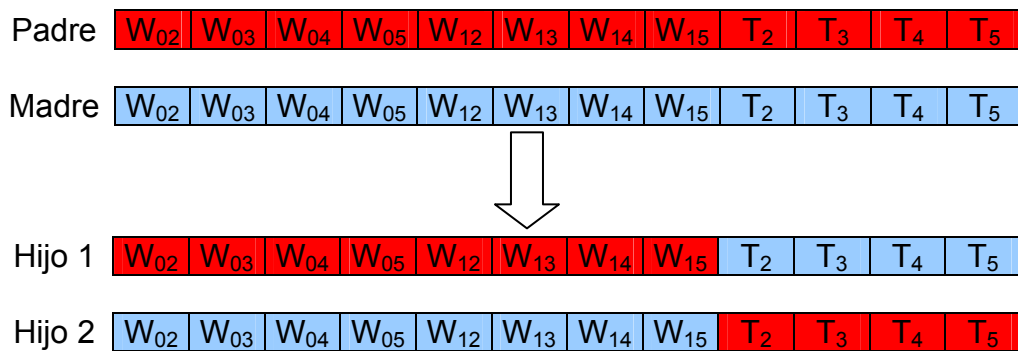 Padre W₀₂ W₀₃ W₀₄ W₀₅ W₁₂ W₁₃ W₁₄ W₁₅ T₂ T₃ T₄ T₅
Madre W₀₂ W₀₃ W₀₄ W₀₅ W₁₂ W₁₃ W₁₄ W₁₅ T₂ T₃ T₄ T₅
Hijo 1 W₀₂ W₀₃ W₀₄ W₀₅ W₁₂ W₁₃ W₁₄ W₁₅ T₂ T₃ T₄ T₅
Hijo 2 W₀₂ W₀₃ W₀₄ W₀₅ W₁₂ W₁₃ W₁₄ W₁₅ T₂ T₃ T₄ T₅